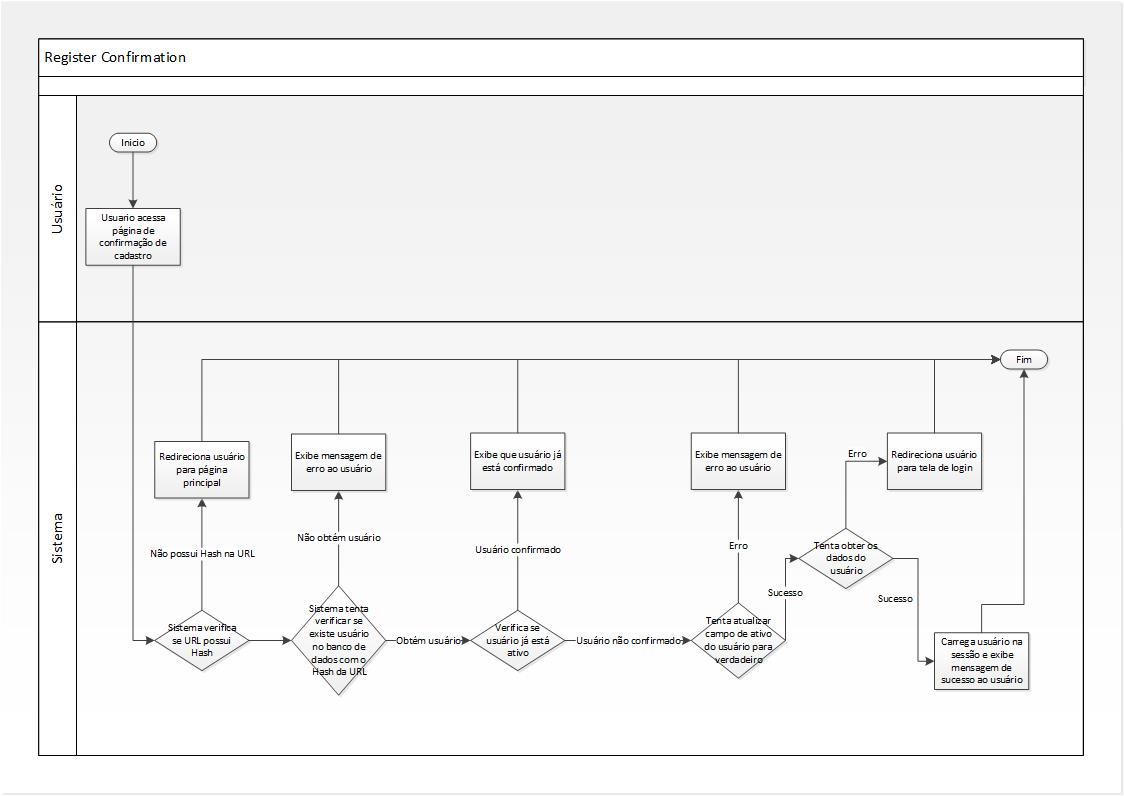 Register Confirmation
Usuário
Inicio
Usuario acessa
página de
confirmação de
cadastro
Sistema
Fim
Redireciona usuário
para página
principal
Exibe mensagem de
erro ao usuário
Exibe que usuário já
está confirmado
Exibe mensagem de
erro ao usuário
Erro
Redireciona usuário
para tela de login
Não possui Hash na URL
Não obtém usuário
Usuário confirmado
Erro
Tenta obter os
dados do
usuário
Sucesso
Sucesso
Sistema verifica
se URL possui
Hash
Sistema tenta
verificar se
existe usuário
no banco de
dados com o
Hash da URL
Obtém usuário
Verifica se
usuário já está
ativo
Usuário não confirmado
Tenta atualizar
campo de ativo
do usuário para
verdadeiro
Carrega usuário na
sessão e exibe
mensagem de
sucesso ao usuário